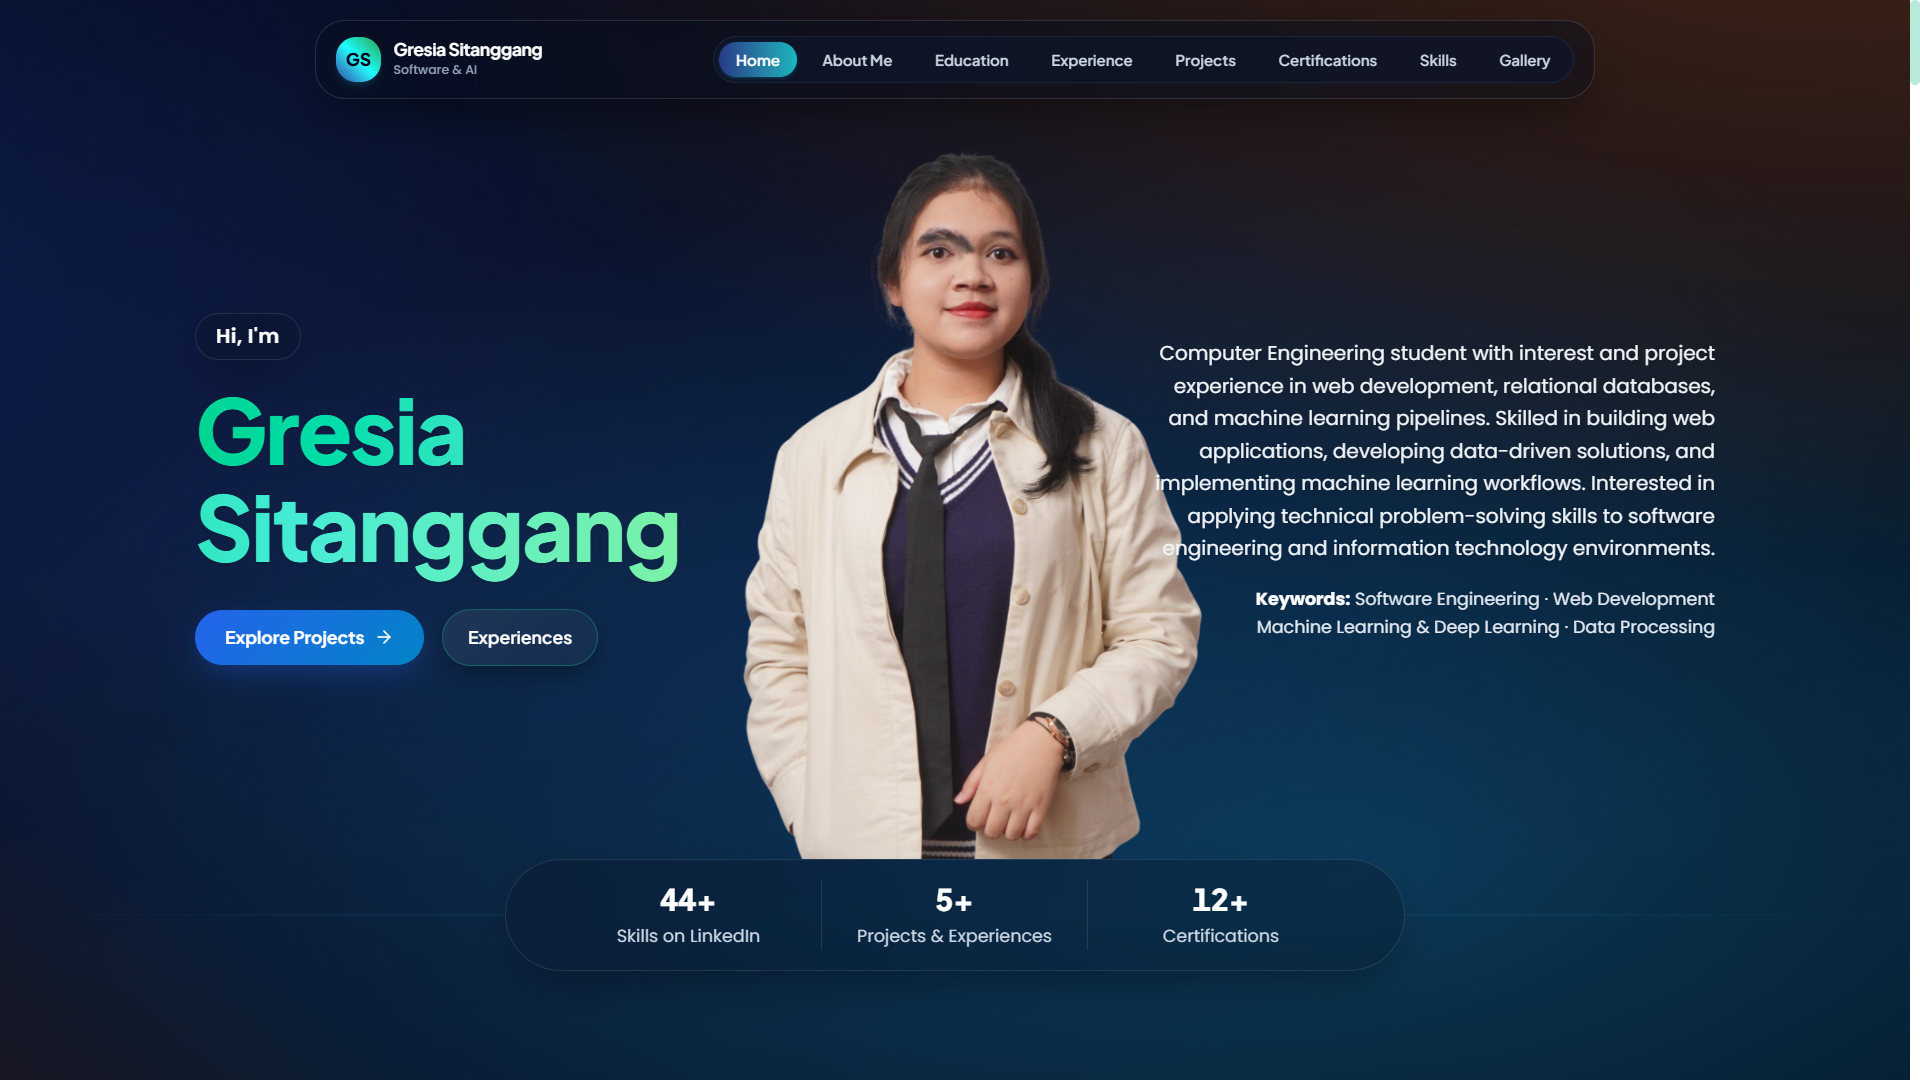 GS
Gresia Sitanggang
Software & AI
Home
About Me
Education
Experience
Projects
Certifications
Skills
Gallery
Hi, I'm
Gresia
Sitanggang
Explore Projects →
Experiences
Computer Engineering student with interest and project
experience in web development, relational databases,
and machine learning pipelines. Skilled in building web
applications, developing data-driven solutions, and
implementing machine learning workflows. Interested in
applying technical problem-solving skills to software
engineering and information technology environments.
Keywords: Software Engineering · Web Development
Machine Learning & Deep Learning · Data Processing
44+
Skills on LinkedIn
5+
Projects & Experiences
12+
Certifications